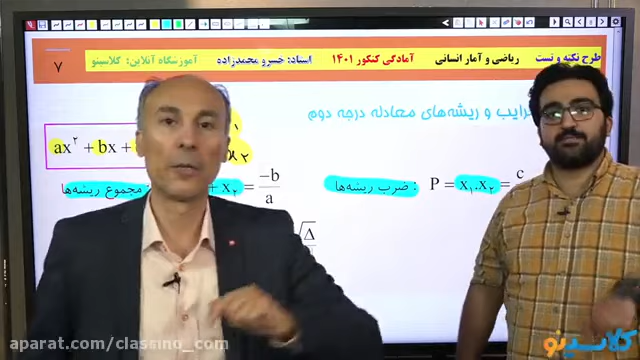 طرح نکته و تست ریاضی و آمار انسانی آمادگی کنکور ۱۴۰۱ استاد: خسرو محمدزاده آموزشگاه آنلاین: کلاسینو ۷
ضرایب و ریشه‌های معادله درجه دوم
ax² + bx +
مجموع ریشه‌ها : + x₂ = -b/a
ضرب ریشه‌ها : P = x₁.x₂ = c
√Δ
aparat.com/classino_com
کلاسینو